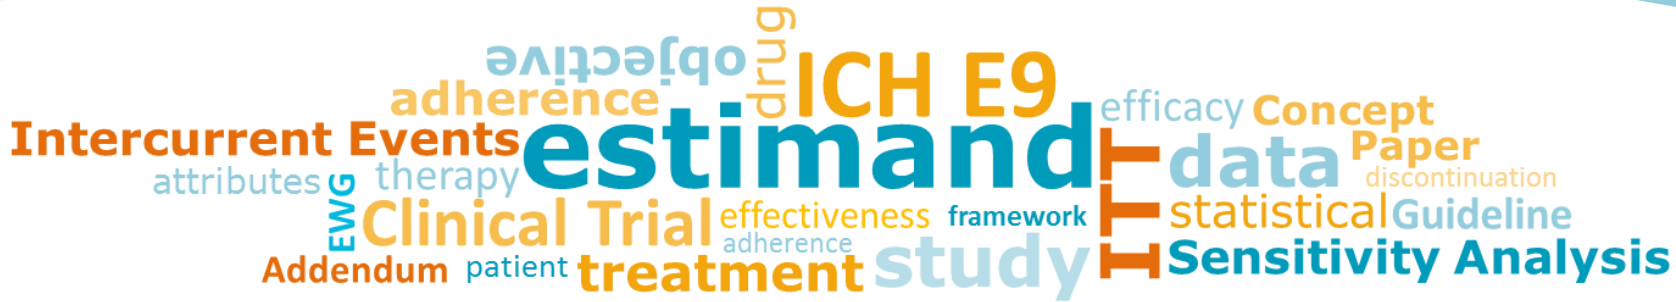 objective
drug
ICH E9
adherence
efficacy Concept
Intercurrent Events
estimand
ITT
data
Paper
attributes
therapy
discontinuation
EWG
Clinical Trial
effectiveness
framework
statistical Guideline
adherence
study
Addendum
patient
treatment
Sensitivity Analysis